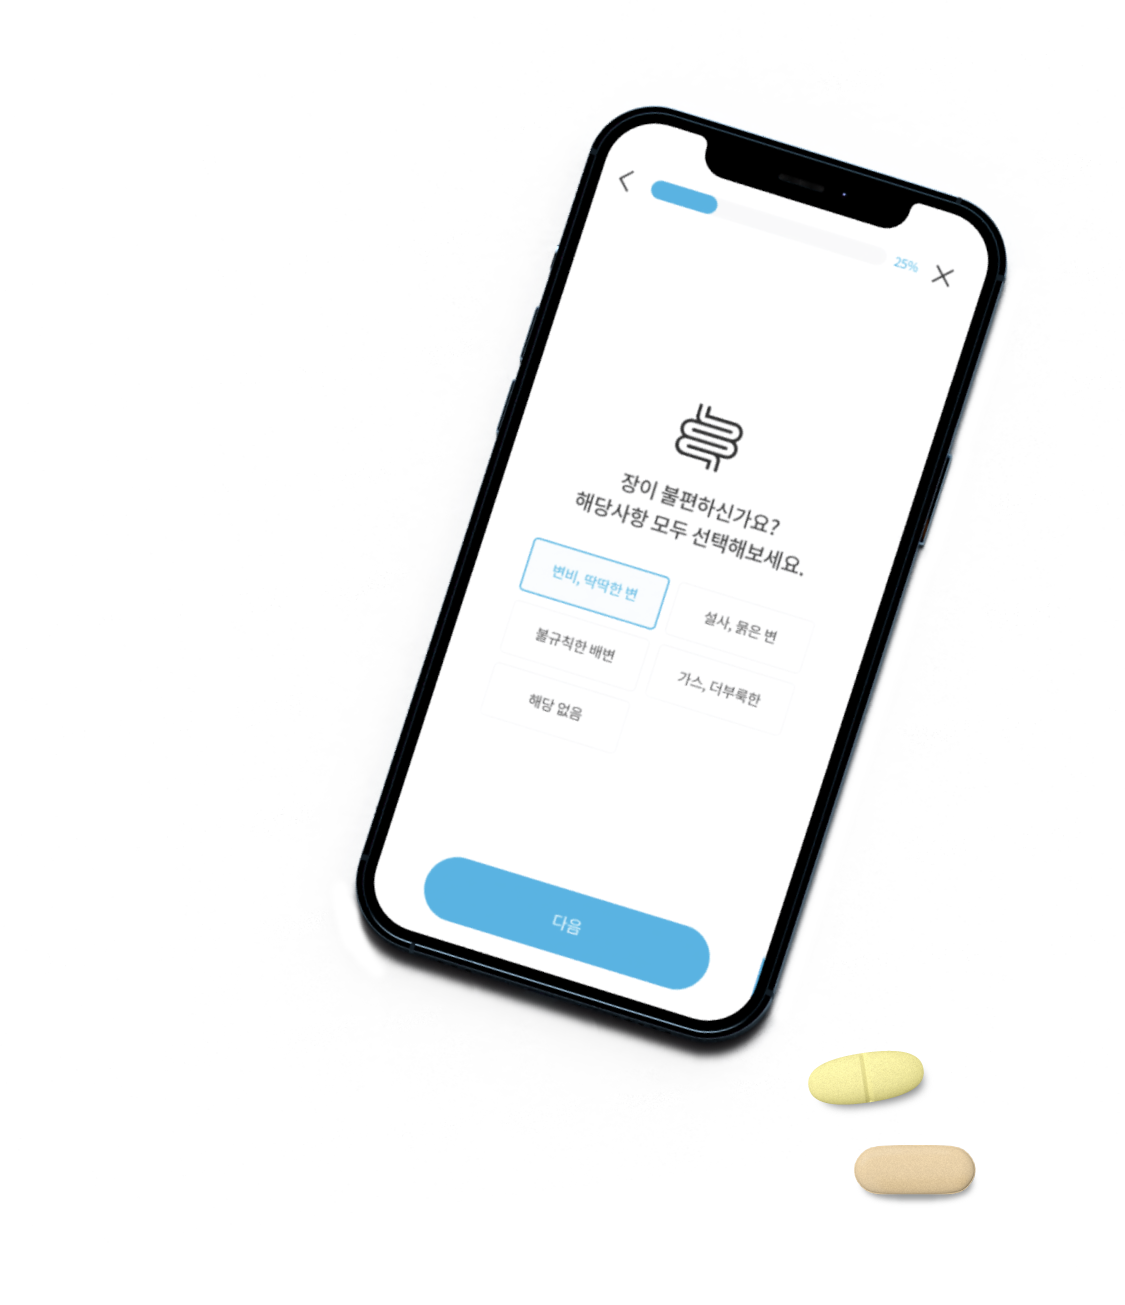 25%
장이 불편하신가요?
해당사항 모두 선택해보세요.
변비, 딱딱한 변
설사, 묽은 변
불규칙한 배변
가스, 더부룩한
해당 없음
다음